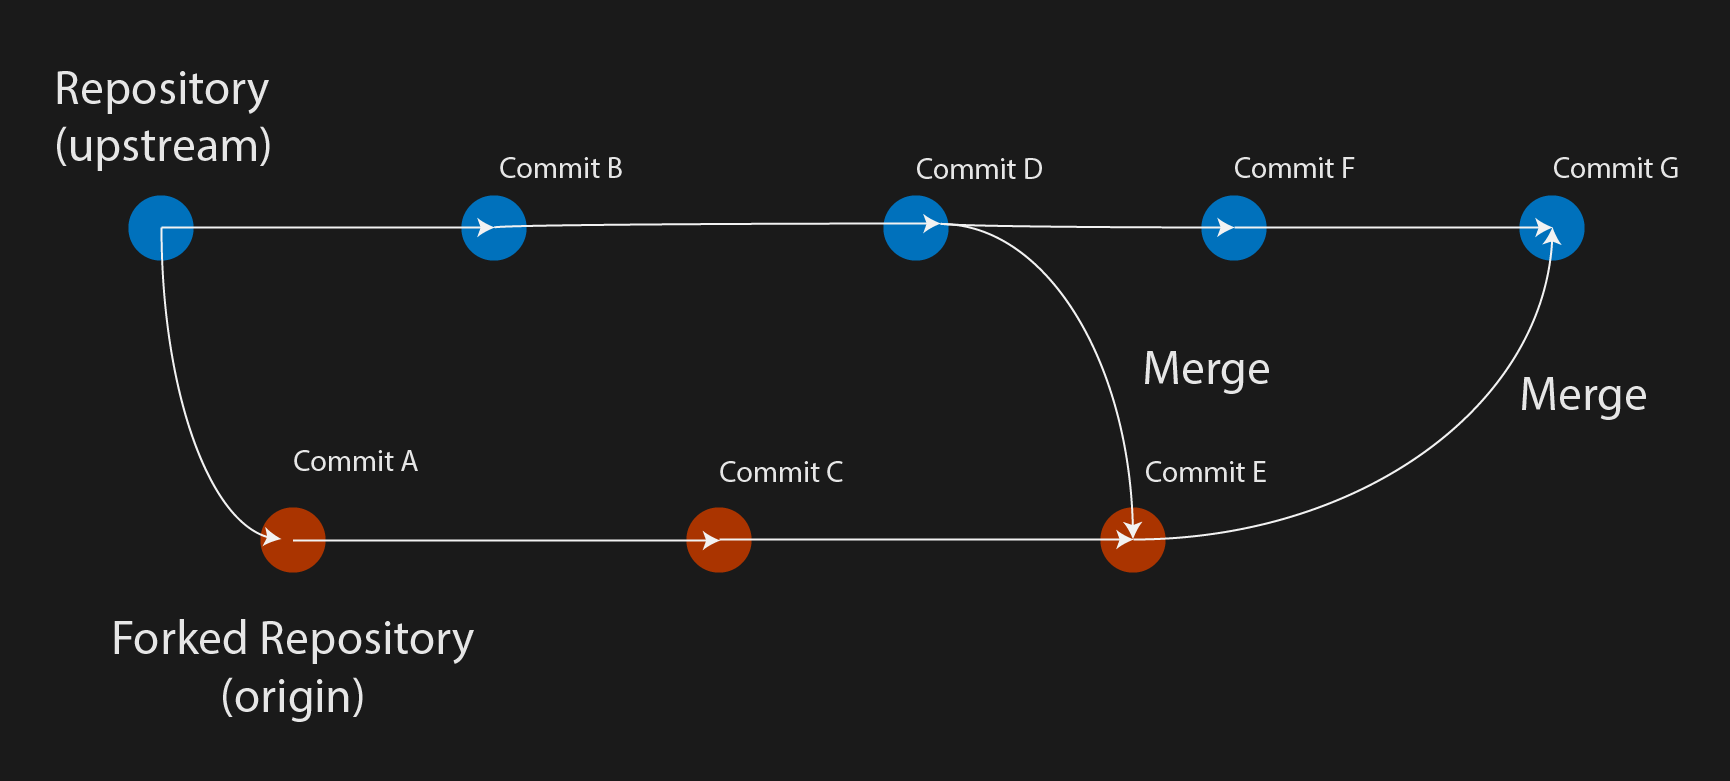 Repository
(upstream)
Commit B
Commit D
Commit F
Commit G
Merge
Merge
Commit A
Commit C
Commit E
Forked Repository
(origin)